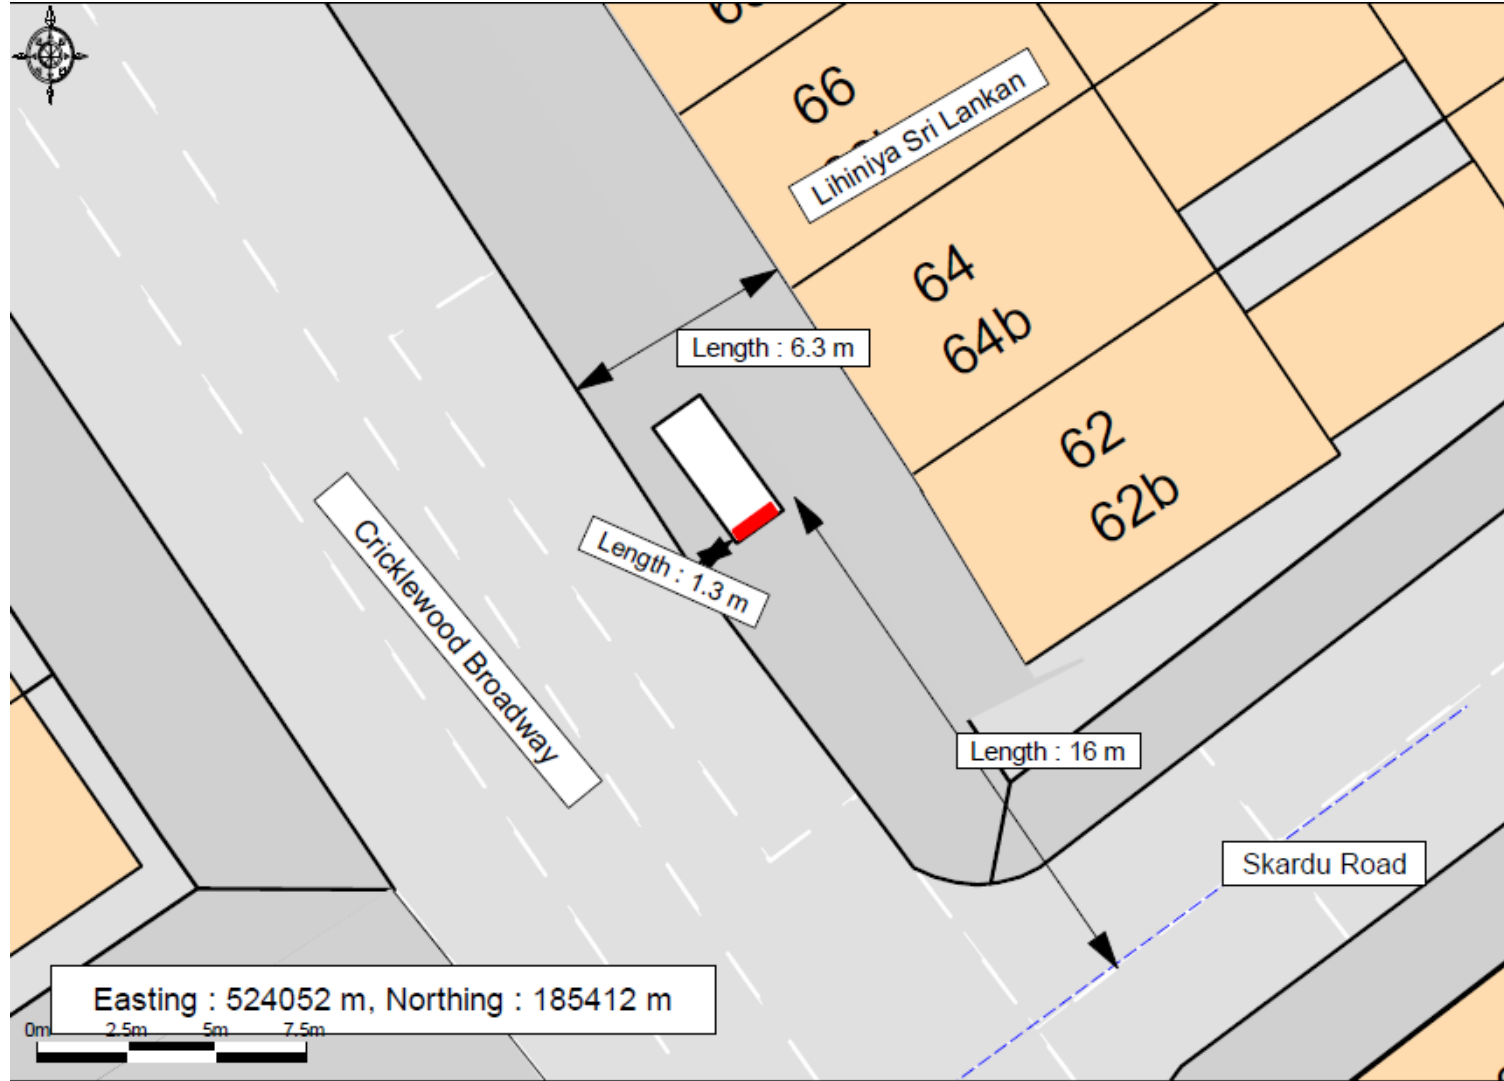 66
Lihiniya Sri Lankan
64
64b
Length : 6.3 m
62
62b
Length : 1.3 m
Cricklewood Broadway
Length : 16 m
Skardu Road
Easting : 524052 m, Northing : 185412 m
0m 2.5m 5m 7.5m